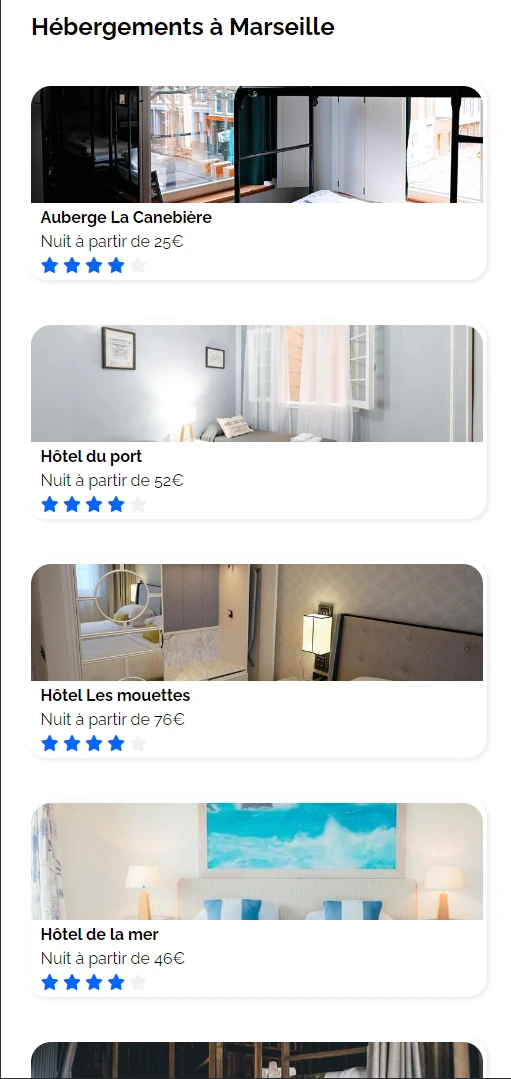 Hébergements à Marseille
Auberge La Canebière
Nuit à partir de 25€
Hôtel du port
Nuit à partir de 52€
Hôtel Les mouettes
Nuit à partir de 76€
Hôtel de la mer
Nuit à partir de 46€